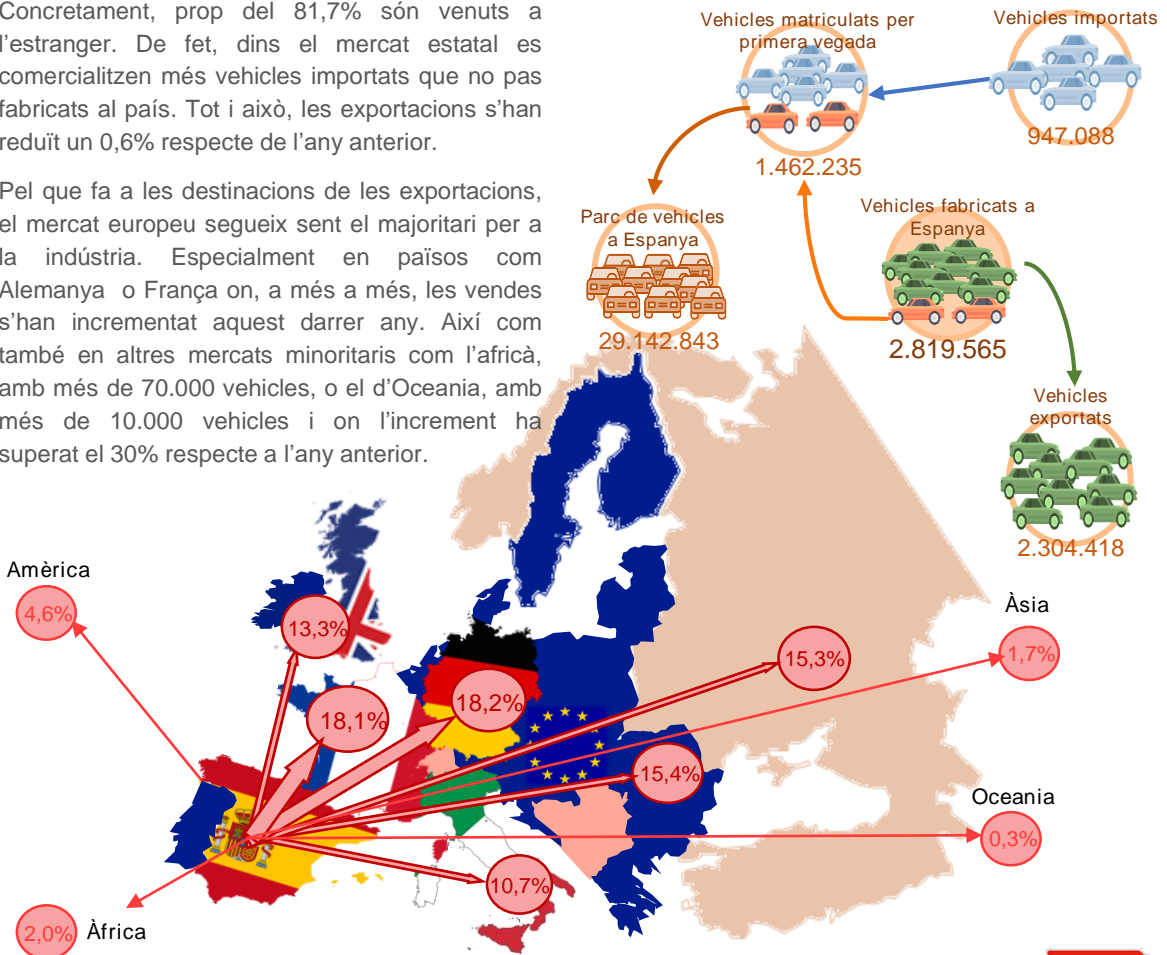 Concretament, prop del 81,7% són venuts a
l’estranger. De fet, dins el mercat estatal es
comercialitzen més vehicles importats que no pas
fabricats al país. Tot i això, les exportacions s’han
reduït un 0,6% respecte de l’any anterior.
Pel que fa a les destinacions de les exportacions,
el mercat europeu segueix sent el majoritari per a
la indústria. Especialment en països com
Alemanya o França on, a més a més, les vendes
s’han incrementat aquest darrer any. Així com
també en altres mercats minoritaris com l’africà,
amb més de 70.000 vehicles, o el d’Oceania, amb
més de 10.000 vehicles i on l’increment ha
superat el 30% respecte a l’any anterior.
Vehicles matriculats per
primera vegada
1.462.235
Vehicles importats
947.088
Parc de vehicles
a Espanya
29.142.843
Vehicles fabricats a
Espanya
2.819.565
Vehicles
exportats
2.304.418
Amèrica
4,6%
13,3%
18,1%
18,2%
15,3%
Àsia
1,7%
15,4%
Oceania
0,3%
10,7%
2,0%
Àfrica